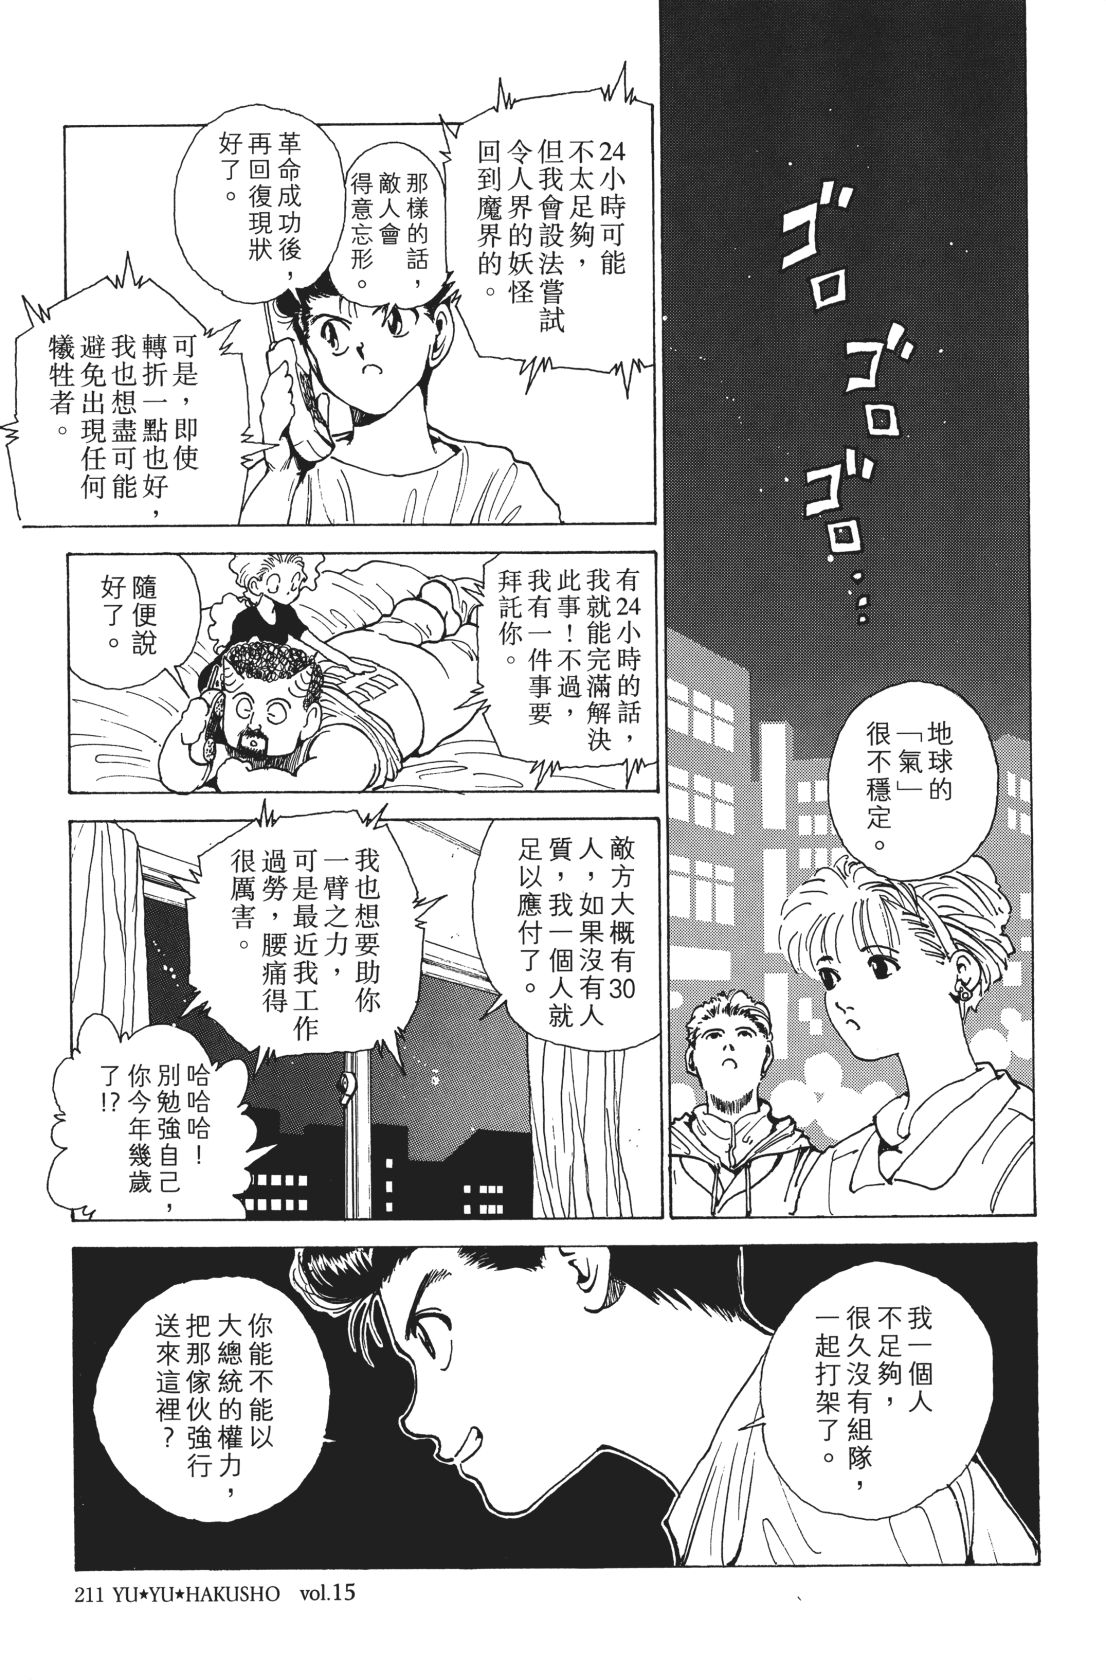 ゴ
ロ
ゴ
ロ
ゴ
ロ
地球的
「氣」
很不穩定。
24小時可能
不太足夠，
但我會設法嘗試
令人界的妖怪
回到魔界的。
那樣的話，
敵人會
得意忘形。
革命成功後，
再回復現狀
好了。
可是，即使
轉折一點也好，
我也想盡可能
避免出現任何
犧牲者。
有24小時的話，
我就能完滿解決
此事！不過，
我有一件事要
拜託你。
隨便說
好了。
敵方大概有30
人，如果沒有人
質，我一個人就
足以應付了。
我也想要助你
一臂之力，
可是最近我工作
過勞，腰痛得
很厲害。
哈哈哈！
別勉強自己，
你今年幾歲
了!?
我一個人
不足夠，
很久沒有組隊，
一起打架了。
你能不能以
大總統的權力，
把那傢伙強行
送來這裡？
211 YU★YU★HAKUSHO vol.15